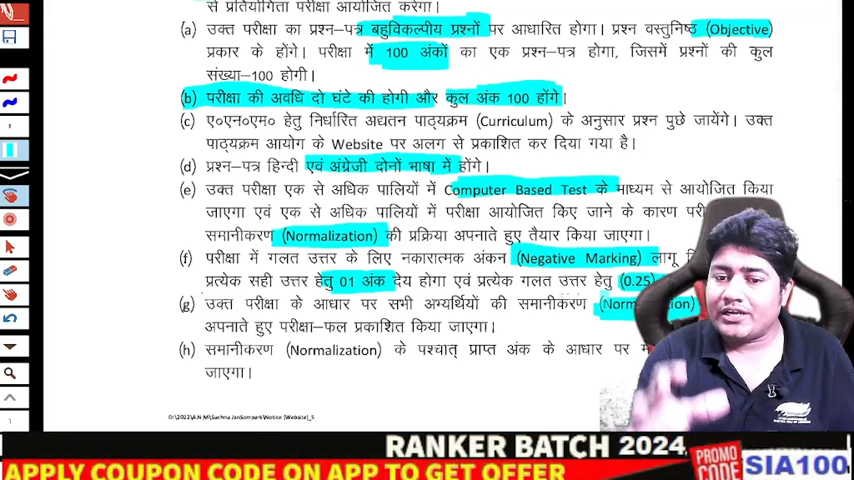 से प्रतियोगिता परीक्षा आयोजित करेगा।
(a) उक्त परीक्षा का प्रश्न–पत्र बहुविकल्पीय प्रश्नों पर आधारित होगा। प्रश्न वस्तुनिष्ठ (Objective)
प्रकार के होंगे। परीक्षा में 100 अंकों का एक प्रश्न–पत्र होगा, जिसमें प्रश्नों की कुल
संख्या–100 होगी।
(b) परीक्षा की अवधि दो घंटे की होगी और कुल अंक 100 होंगे।
(c) ए०एन०एम० हेतु निर्धारित अद्यतन पाठ्यक्रम (Curriculum) के अनुसार प्रश्न पुछे जायेंगे। उक्त
पाठ्यक्रम आयोग के Website पर अलग से प्रकाशित कर दिया गया है।
(d) प्रश्न–पत्र हिन्दी एवं अंग्रेजी दोनों भाषा में होंगे।
(e) उक्त परीक्षा एक से अधिक पालियों में Computer Based Test के माध्यम से आयोजित किया
जाएगा एवं एक से अधिक पालियों में परीक्षा आयोजित किए जाने के कारण
समानीकरण (Normalization) की प्रक्रिया अपनाते हुए तैयार किया जाएगा।
(f) परीक्षा में गलत उत्तर के लिए नकारात्मक अंकन (Negative Marking) लागू
प्रत्येक सही उत्तर हेतु 01 अंक देय होगा एवं प्रत्येक गलत उत्तर हेतु (0.25)
(g) उक्त परीक्षा के आधार पर सभी अभ्यर्थियों की समानीकरण
अपनाते हुए परीक्षा–फल प्रकाशित किया जाएगा।
(h) समानीकरण (Normalization) के पश्चात् प्राप्त अंक के आधार पर
जाएगा।
D:\2022\A.N.M\Suchna JanSampark\Notice (Website)_5
RANKER BATCH 2024
APPLY COUPON CODE ON APP TO GET OFFER
PROMO
CODE
SIA100